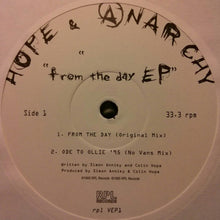 HOPE & ANARCHY
"from the day EP"
Side 1
33.3 rpm
1. FROM THE DAY (Original Mix)
2. ODE TO OLLIE '95 (No Vans Mix)
Written by Simon Annley & Colin Hope
Produced by Simon Annley & Colin Hope
RPL
rpl VEP1